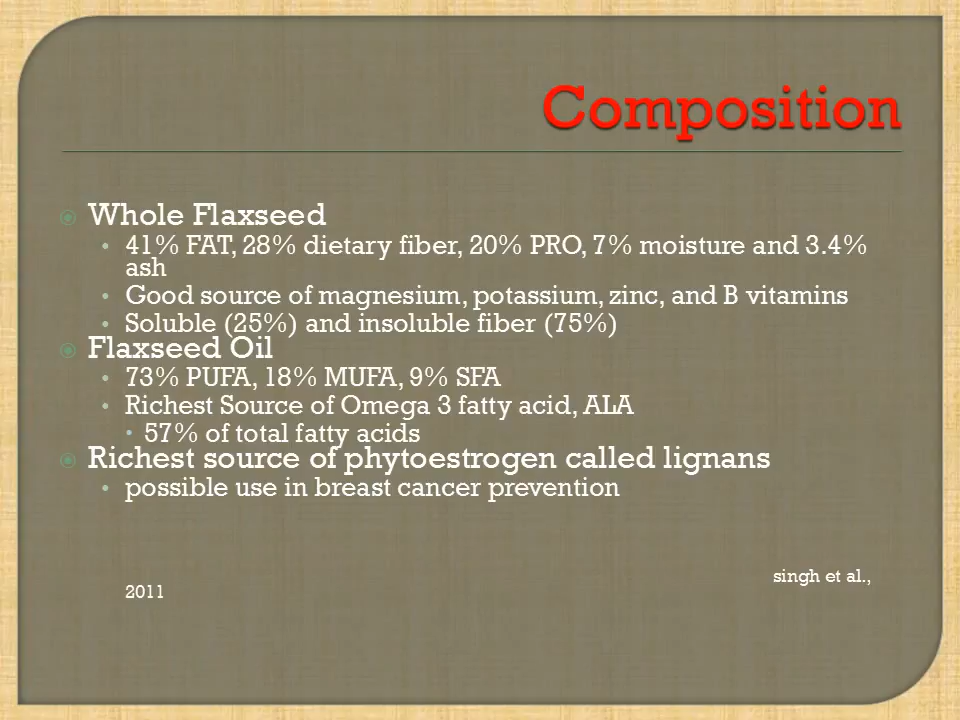 Composition
Whole Flaxseed
41% FAT, 28% dietary fiber, 20% PRO, 7% moisture and 3.4%
ash
Good source of magnesium, potassium, zinc, and B vitamins
Soluble (25%) and insoluble fiber (75%)
Flaxseed Oil
73% PUFA, 18% MUFA, 9% SFA
Richest Source of Omega 3 fatty acid, ALA
57% of total fatty acids
Richest source of phytoestrogen called lignans
possible use in breast cancer prevention
singh et al.,
2011